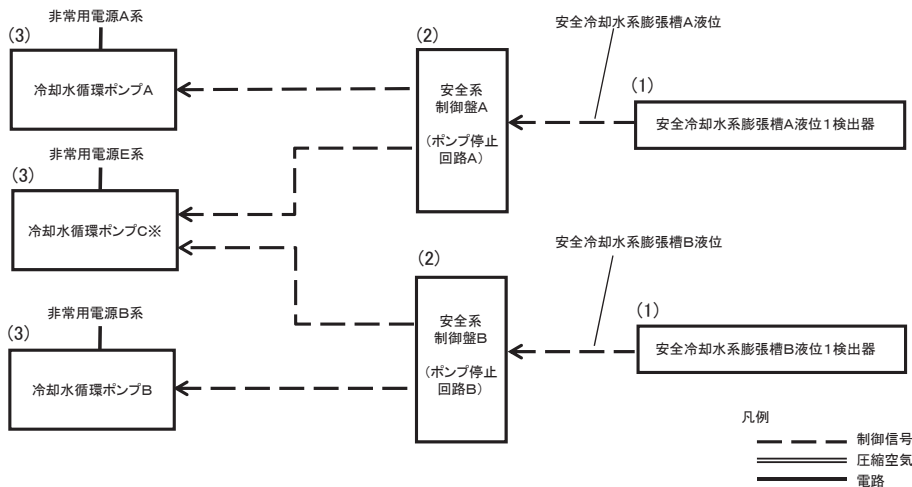 非常用電源A系
(3)
冷却水循環ポンプA
(2)
安全系
制御盤A
(ポンプ停止
回路A)
安全冷却水系膨張槽A液位
(1)
安全冷却水系膨張槽A液位1検出器
非常用電源E系
(3)
冷却水循環ポンプC※
(2)
安全系
制御盤B
(ポンプ停止
回路B)
安全冷却水系膨張槽B液位
(1)
安全冷却水系膨張槽B液位1検出器
非常用電源B系
(3)
冷却水循環ポンプB
凡例
制御信号
圧縮空気
電路